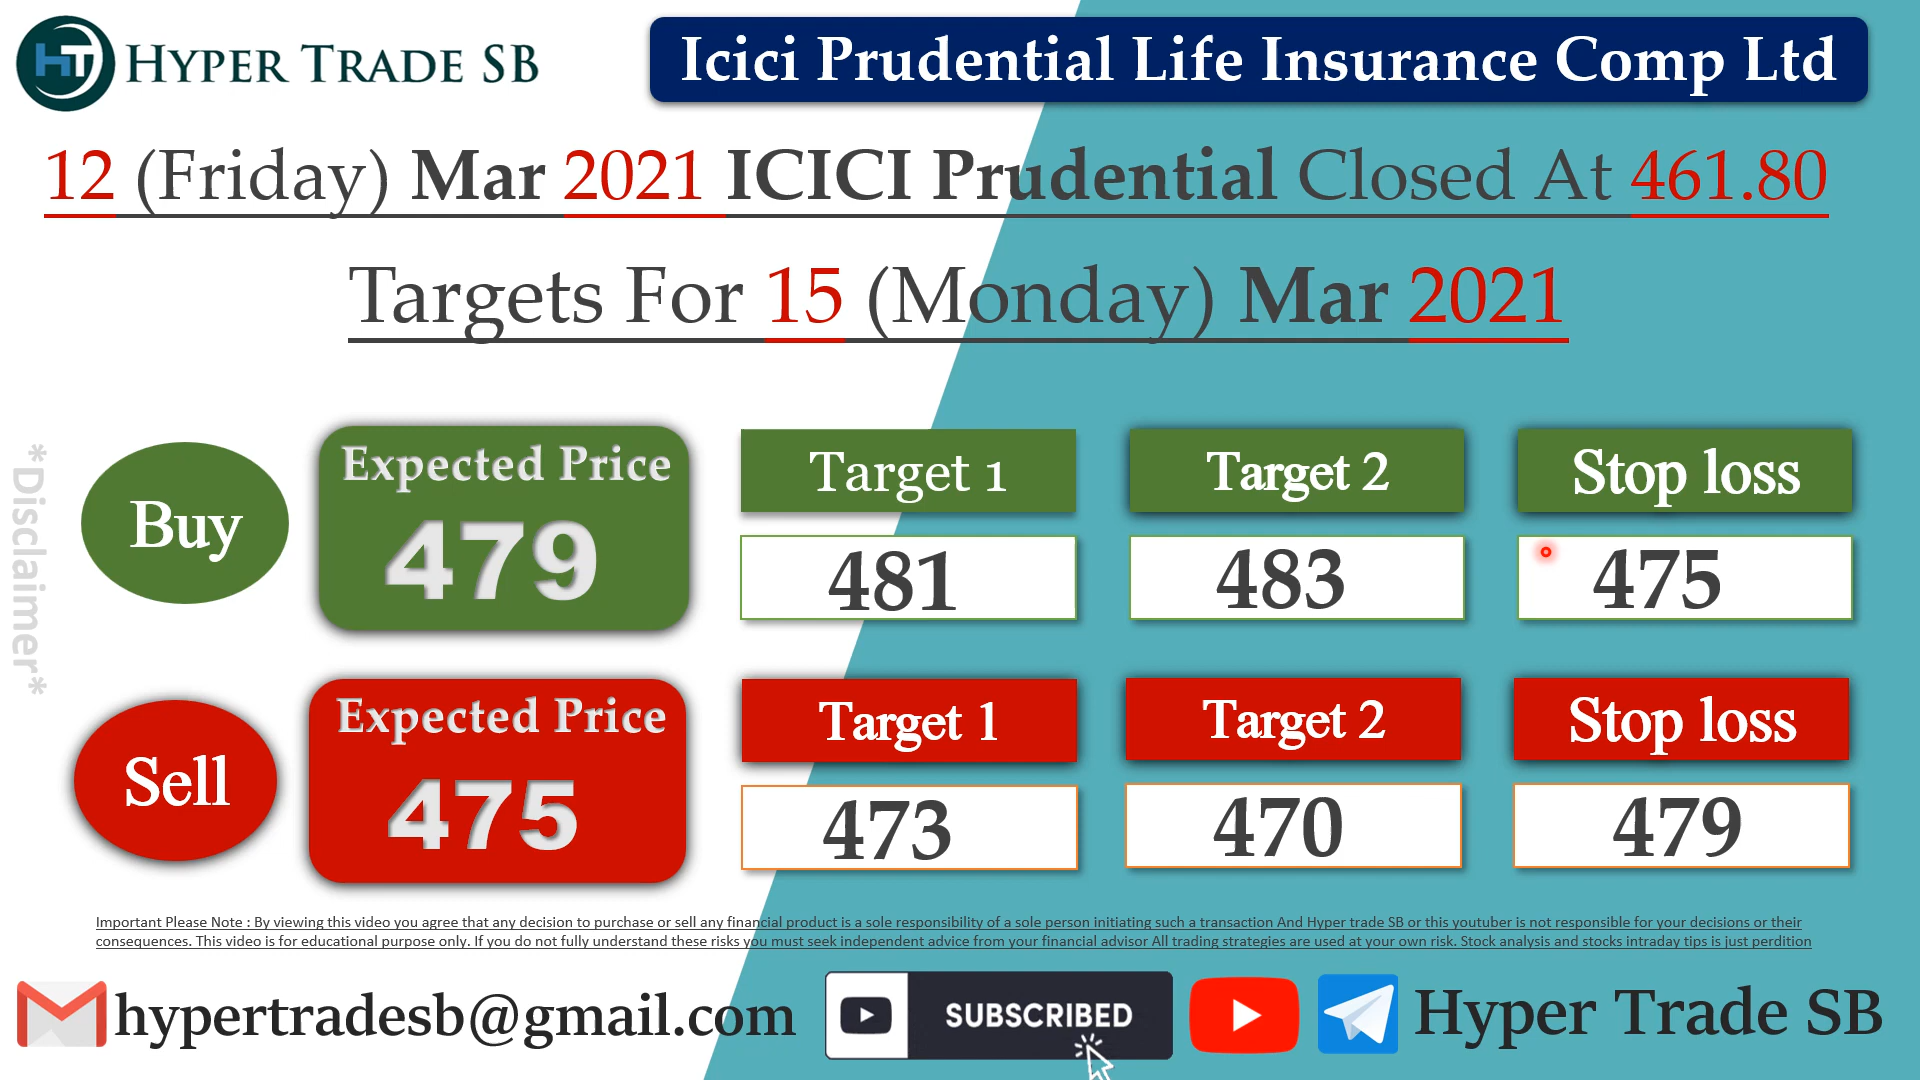 HT HYPER TRADE SB
Icici Prudential Life Insurance Comp Ltd
12 (Friday) Mar 2021 ICICI Prudential Closed At 461.80
Targets For 15 (Monday) Mar 2021
*Disclaimer*
Buy
Expected Price
479
Target 1
Target 2
Stop loss
481
483
475
Sell
Expected Price
475
Target 1
Target 2
Stop loss
473
470
479
Important Please Note : By viewing this video you agree that any decision to purchase or sell any financial product is a sole responsibility of a sole person initiating such a transaction And Hyper trade SB or this youtuber is not responsible for your decisions or their
consequences. This video is for educational purpose only. If you do not fully understand these risks you must seek independent advice from your financial advisor All trading strategies are used at your own risk. Stock analysis and stocks intraday tips is just perdition
hypertradesb@gmail.com
SUBSCRIBED
Hyper Trade SB